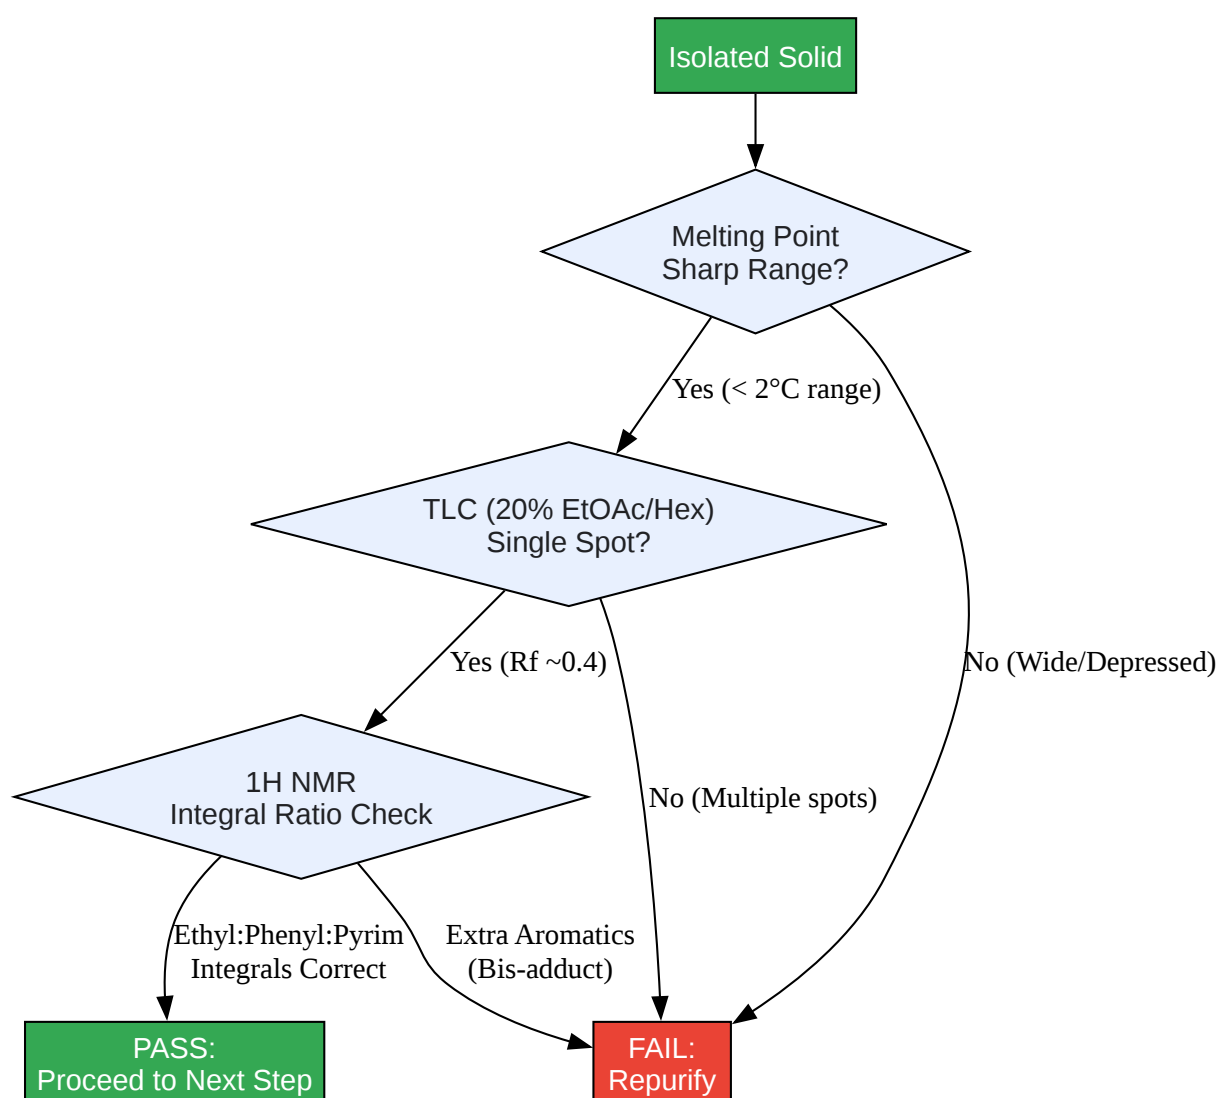 Isolated Solid
Melting Point
Sharp Range?
Yes (< 2°C range)
TLC (20% EtOAc/Hex)
Single Spot?
Yes (Rf ~0.4)
No (Wide/Depressed)
1H NMR
Integral Ratio Check
No (Multiple spots)
Ethyl:Phenyl:Pyrim
Integrals Correct
Extra Aromatics
(Bis-adduct)
PASS:
Proceed to Next Step
FAIL:
Repurify